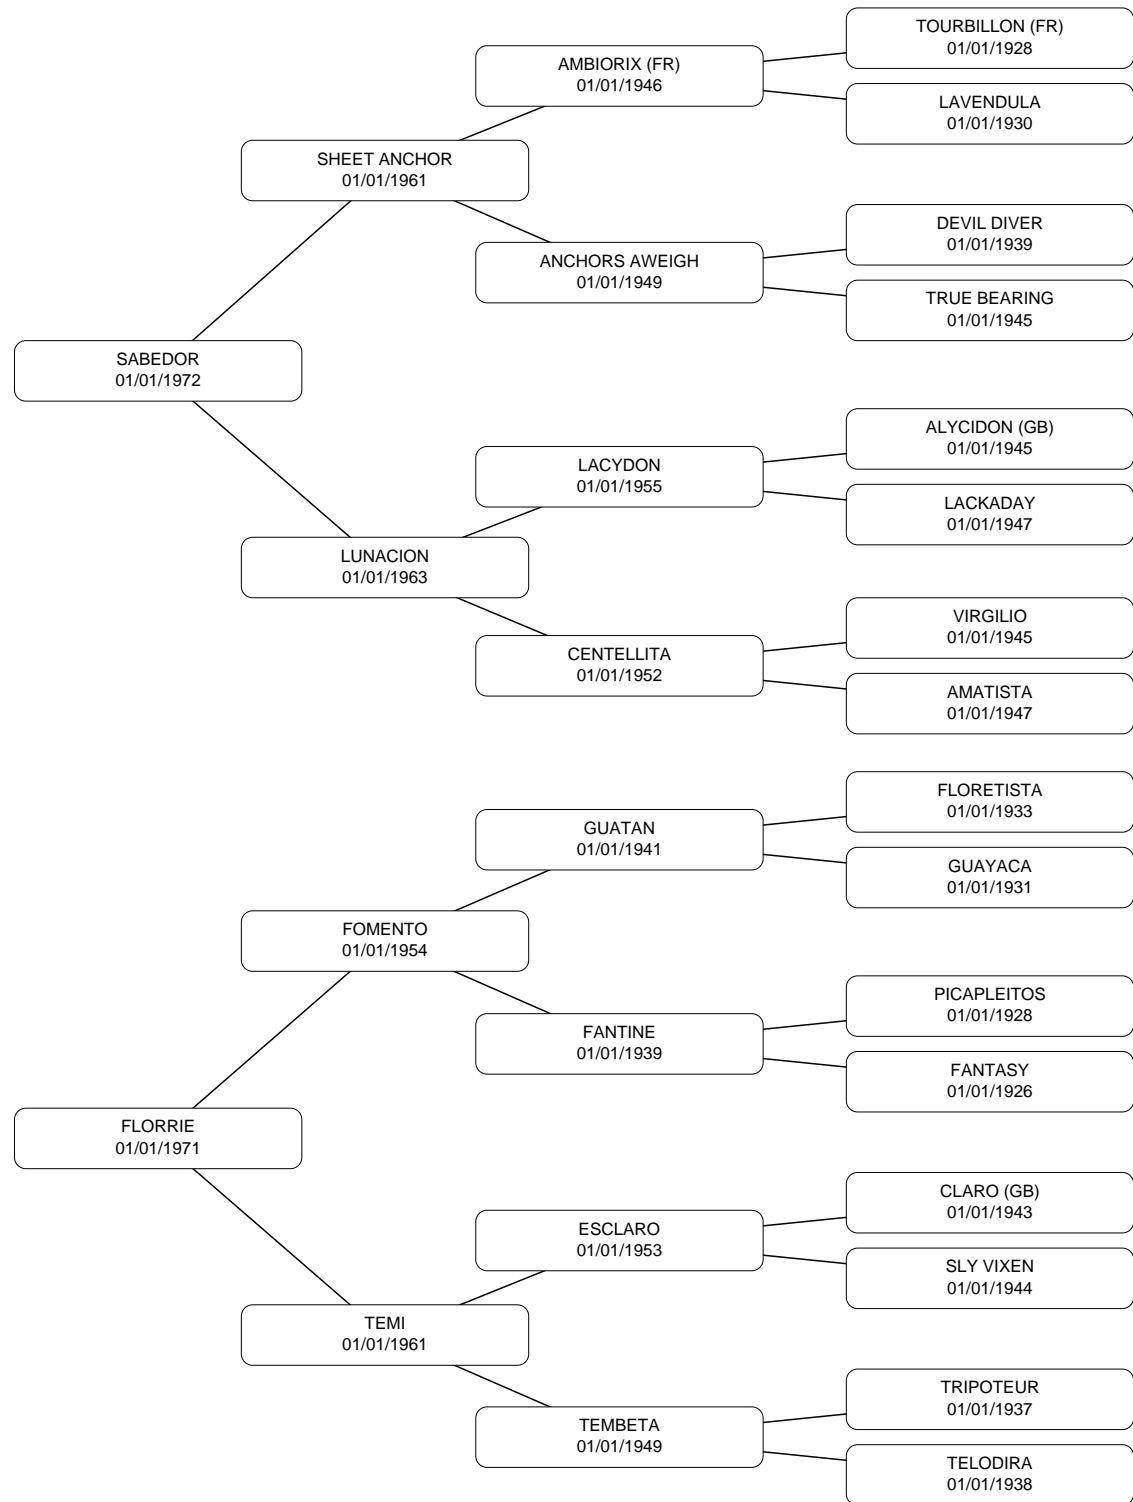 TOURBILLON (FR)
01/01/1928
AMBIORIX (FR)
01/01/1946
LAVENDULA
01/01/1930
SHEET ANCHOR
01/01/1961
DEVIL DIVER
01/01/1939
ANCHORS AWEIGH
01/01/1949
TRUE BEARING
01/01/1945
SABEDOR
01/01/1972
ALYCIDON (GB)
01/01/1945
LACYDON
01/01/1955
LACKADAY
01/01/1947
LUNACION
01/01/1963
VIRGILIO
01/01/1945
CENTELLITA
01/01/1952
AMATISTA
01/01/1947
FLORETISTA
01/01/1933
GUATAN
01/01/1941
GUAYACA
01/01/1931
FOMENTO
01/01/1954
PICAPLEITOS
01/01/1928
FANTINE
01/01/1939
FANTASY
01/01/1926
FLORRIE
01/01/1971
CLARO (GB)
01/01/1943
ESCLARO
01/01/1953
SLY VIXEN
01/01/1944
TEMI
01/01/1961
TRIPOTEUR
01/01/1937
TEMBETA
01/01/1949
TELODIRA
01/01/1938